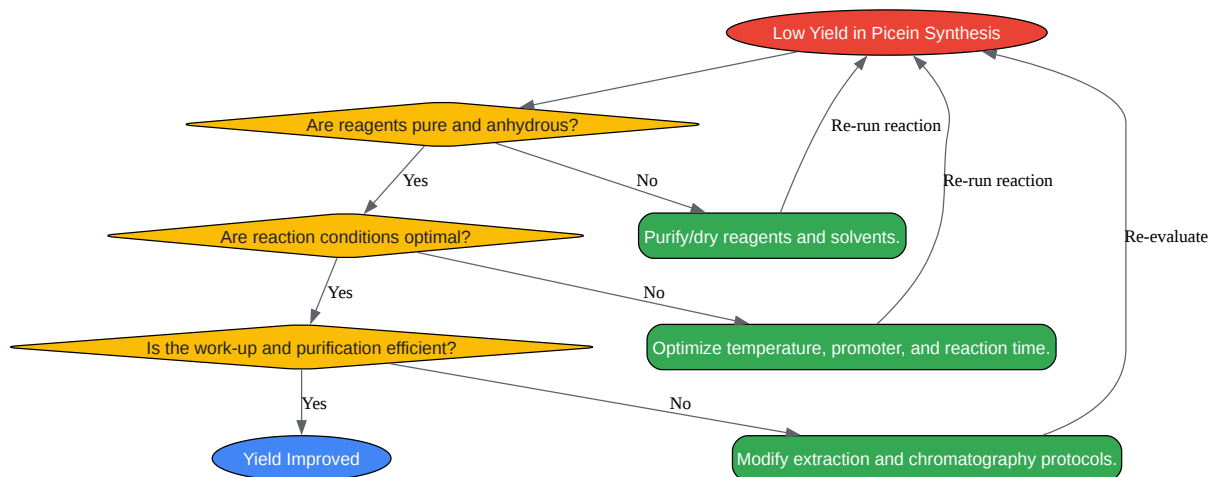 Low Yield in Picein Synthesis
Are reagents pure and anhydrous?
Re-run reaction
Yes
No
Re-run reaction
Are reaction conditions optimal?
Purify/dry reagents and solvents.
Re-evaluate
Yes
No
Is the work-up and purification efficient?
Optimize temperature, promoter, and reaction time.
Yes
No
Yield Improved
Modify extraction and chromatography protocols.